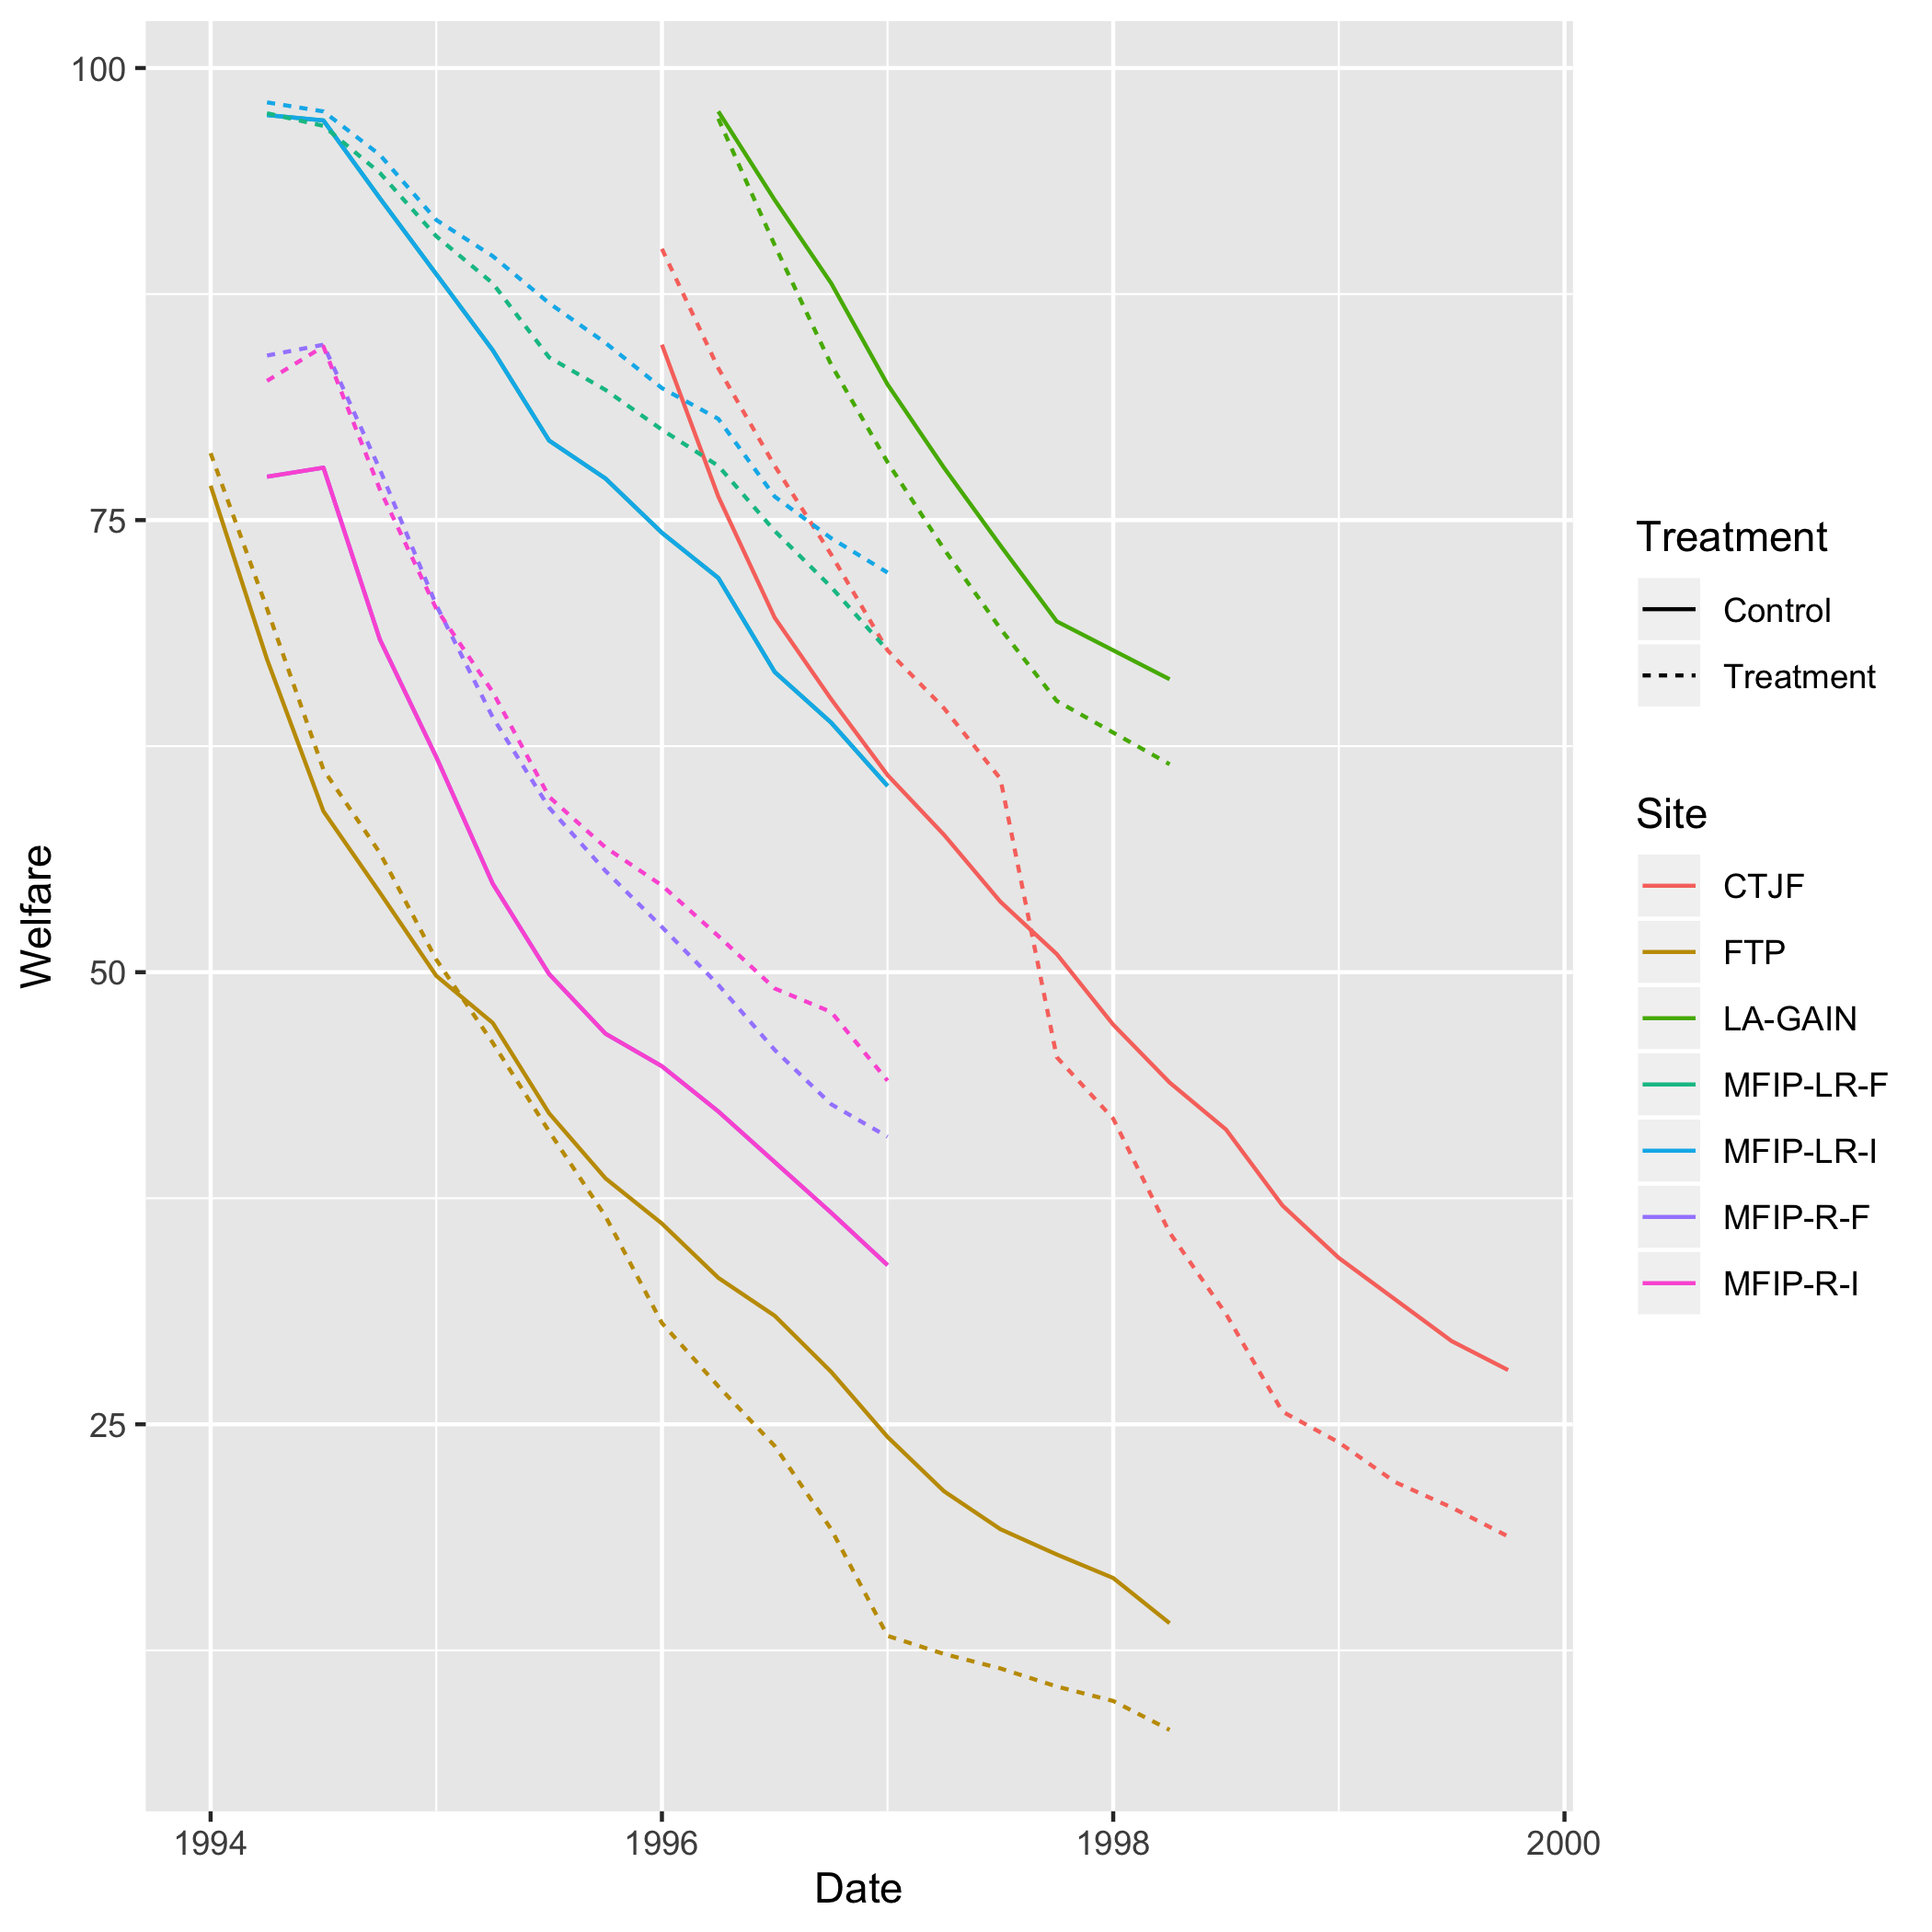 100
75
50
25
Welfare
1994
1996
1998
2000
Date
Treatment
Control
Treatment
Site
CTJF
FTP
LA-GAIN
MFIP-LR-F
MFIP-LR-I
MFIP-R-F
MFIP-R-I